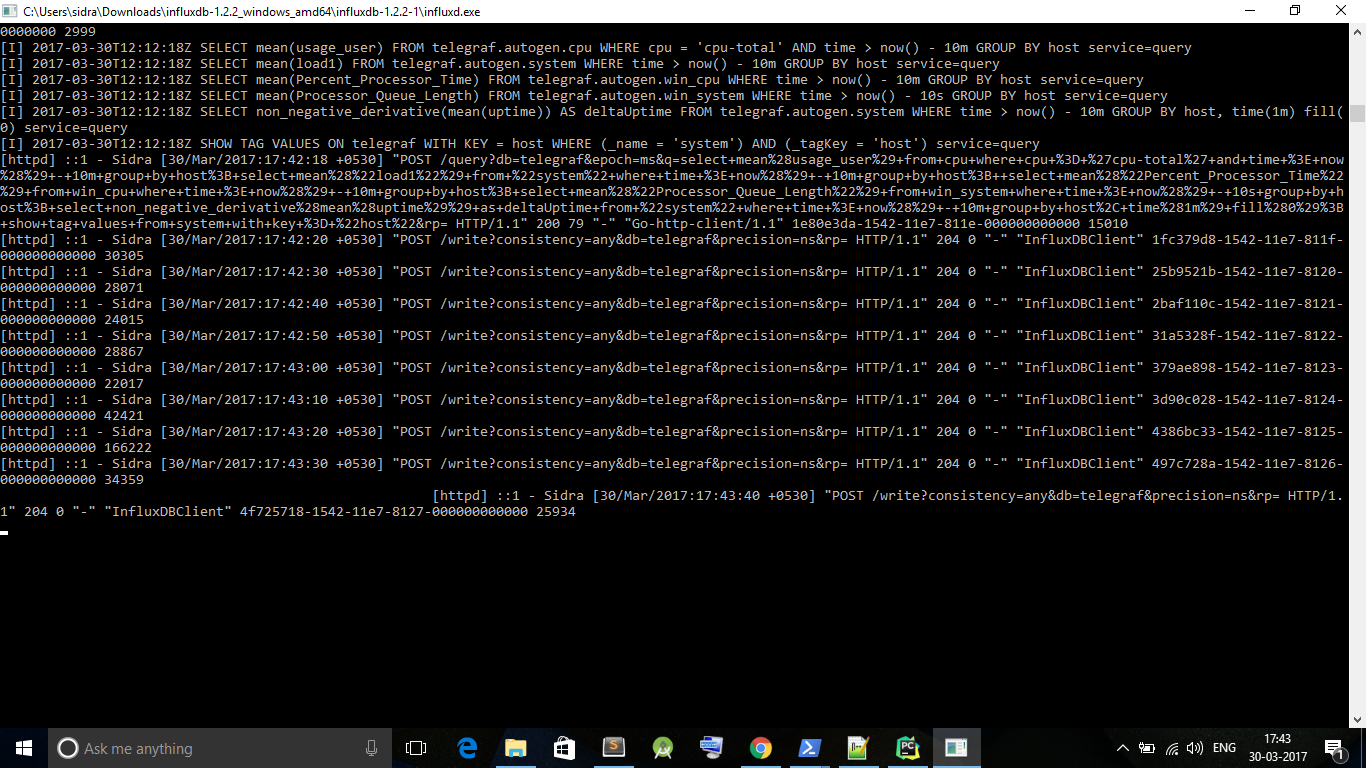 C:\Users\sidra\Downloads\influxdb-1.2.2_windows_amd64\influxdb-1.2.2-1\influxd.exe
0000000 2999
[I] 2017-03-30T12:12:18Z SELECT mean(usage_user) FROM telegraf.autogen.cpu WHERE cpu = 'cpu-total' AND time > now() - 10m GROUP BY host service=query
[I] 2017-03-30T12:12:18Z SELECT mean(load1) FROM telegraf.autogen.system WHERE time > now() - 10m GROUP BY host service=query
[I] 2017-03-30T12:12:18Z SELECT mean(Percent_Processor_Time) FROM telegraf.autogen.win_cpu WHERE time > now() - 10m GROUP BY host service=query
[I] 2017-03-30T12:12:18Z SELECT mean(Processor_Queue_Length) FROM telegraf.autogen.win_system WHERE time > now() - 10s GROUP BY host service=query
[I] 2017-03-30T12:12:18Z SELECT non_negative_derivative(mean(uptime)) AS deltaUptime FROM telegraf.autogen.system WHERE time > now() - 10m GROUP BY host, time(1m) fill(
0) service=query
[I] 2017-03-30T12:12:18Z SHOW TAG VALUES ON telegraf WITH KEY = host WHERE (_name = 'system') AND (_tagKey = 'host') service=query
[httpd] ::1 - Sidra [30/Mar/2017:17:42:18 +0530] "POST /query?db=telegraf&epoch=ms&q=select+mean%28usage_user%29+from+cpu+where+cpu+%3D+%27cpu-total%27+and+time+%3E+now
%28%29+-+10m+group+by+host%3B+select+mean%28%22load1%22%29+from+%22system%22+where+time+%3E+now%28%29+-+10m+group+by+host%3B++select+mean%28%22Percent_Processor_Time%22
%29+from+win_cpu+where+time+%3E+now%28%29+-+10m+group+by+host%3B+select+mean%28%22Processor_Queue_Length%22%29+from+win_system+where+time+%3E+now%28%29+-+10s+group+by+h
ost%3B+select+non_negative_derivative%28mean%28uptime%29%29+as+deltaUptime+from+%22system%22+where+time+%3E+now%28%29+-+10m+group+by+host%2C+time%281m%29+fill%280%29%3B
+show+tag+values+from+system+with+key+%3D+%22host%22&rp= HTTP/1.1" 200 79 "-" "Go-http-client/1.1" 1e80e3da-1542-11e7-811e-000000000000 15010
[httpd] ::1 - Sidra [30/Mar/2017:17:42:20 +0530] "POST /write?consistency=any&db=telegraf&precision=ns&rp= HTTP/1.1" 204 0 "-" "InfluxDBClient" 1fc379d8-1542-11e7-811f-
000000000000 30305
[httpd] ::1 - Sidra [30/Mar/2017:17:42:30 +0530] "POST /write?consistency=any&db=telegraf&precision=ns&rp= HTTP/1.1" 204 0 "-" "InfluxDBClient" 25b9521b-1542-11e7-8120-
000000000000 28071
[httpd] ::1 - Sidra [30/Mar/2017:17:42:40 +0530] "POST /write?consistency=any&db=telegraf&precision=ns&rp= HTTP/1.1" 204 0 "-" "InfluxDBClient" 2baf110c-1542-11e7-8121-
000000000000 24015
[httpd] ::1 - Sidra [30/Mar/2017:17:42:50 +0530] "POST /write?consistency=any&db=telegraf&precision=ns&rp= HTTP/1.1" 204 0 "-" "InfluxDBClient" 31a5328f-1542-11e7-8122-
000000000000 28867
[httpd] ::1 - Sidra [30/Mar/2017:17:43:00 +0530] "POST /write?consistency=any&db=telegraf&precision=ns&rp= HTTP/1.1" 204 0 "-" "InfluxDBClient" 379ae898-1542-11e7-8123-
000000000000 22017
[httpd] ::1 - Sidra [30/Mar/2017:17:43:10 +0530] "POST /write?consistency=any&db=telegraf&precision=ns&rp= HTTP/1.1" 204 0 "-" "InfluxDBClient" 3d90c028-1542-11e7-8124-
000000000000 42421
[httpd] ::1 - Sidra [30/Mar/2017:17:43:20 +0530] "POST /write?consistency=any&db=telegraf&precision=ns&rp= HTTP/1.1" 204 0 "-" "InfluxDBClient" 4386bc33-1542-11e7-8125-
000000000000 166222
[httpd] ::1 - Sidra [30/Mar/2017:17:43:30 +0530] "POST /write?consistency=any&db=telegraf&precision=ns&rp= HTTP/1.1" 204 0 "-" "InfluxDBClient" 497c728a-1542-11e7-8126-
000000000000 34359
[httpd] ::1 - Sidra [30/Mar/2017:17:43:40 +0530] "POST /write?consistency=any&db=telegraf&precision=ns&rp= HTTP/1.
1" 204 0 "-" "InfluxDBClient" 4f725718-1542-11e7-8127-000000000000 25934
Ask me anything
S
PC
ENG
17:43
30-03-2017
1